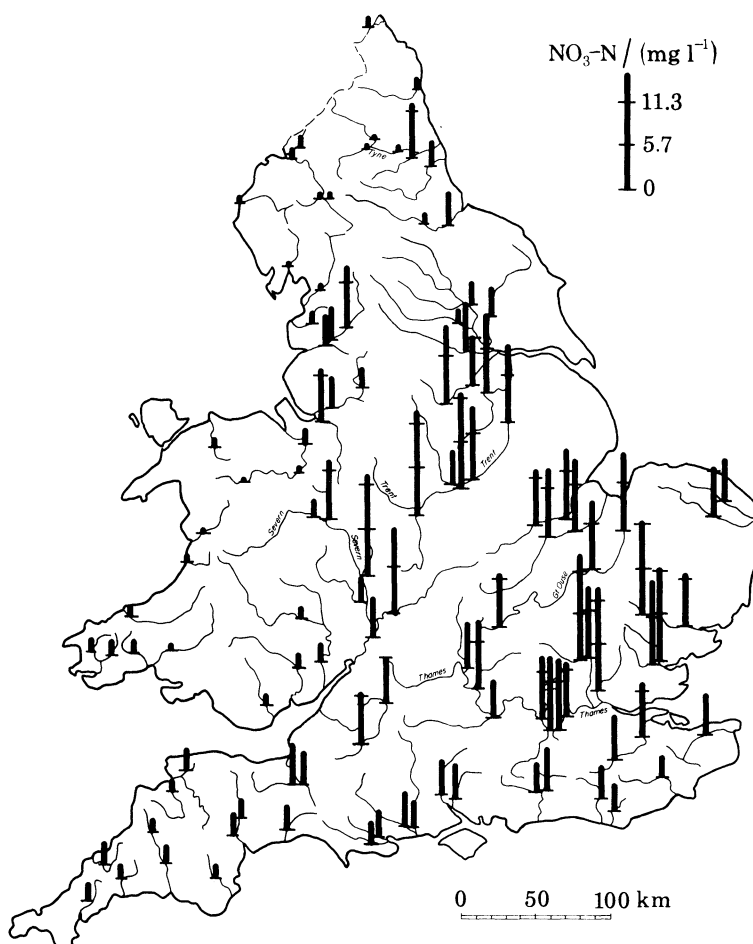 NO₃–N / (mg l⁻¹)
11.3
5.7
0
Tyne
Trent
Trent
Severn
Severn
Gt Ouse
Thames
Thames
0 50 100 km